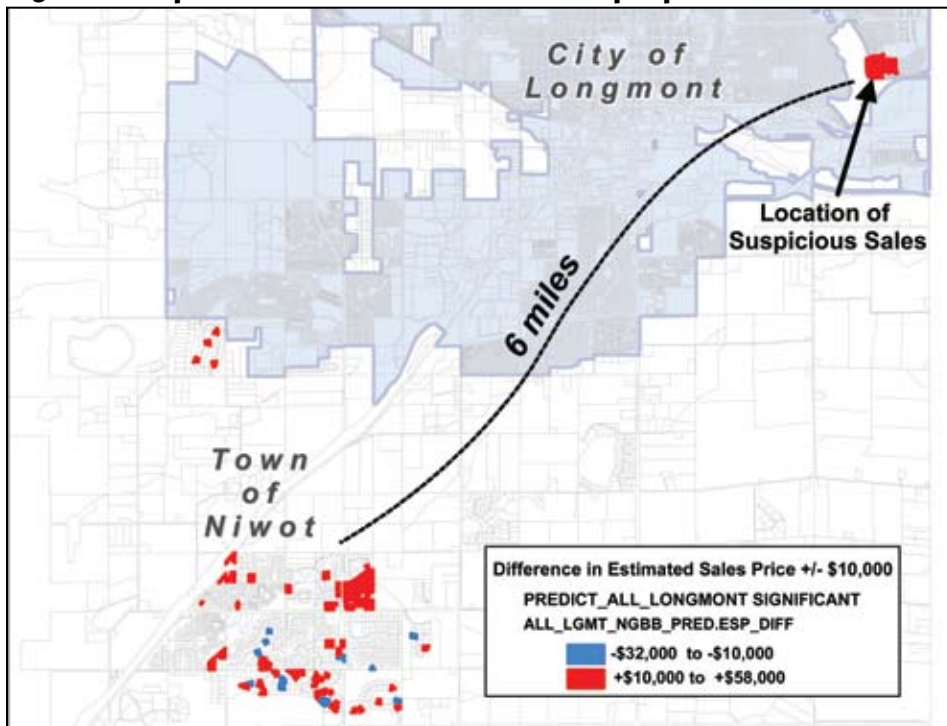 City of
Longmont
Location of
Suspicious Sales
6 miles
Town
of
Niwot
Difference in Estimated Sales Price +/- $10,000
PREDICT_ALL_LONGMONT SIGNIFICANT
ALL_LGMT_NGBB_PRED.ESP_DIFF
-$32,000 to -$10,000
+$10,000 to +$58,000